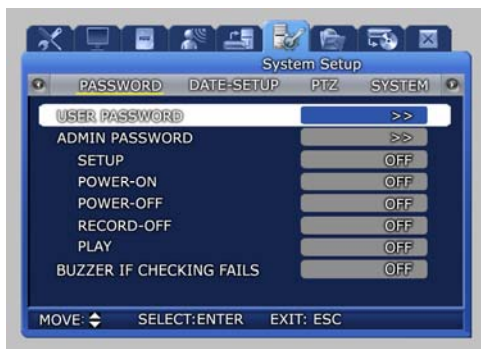 System Setup
PASSWORD DATE-SETUP PTZ SYSTEM
USER PASSWORD >>
ADMIN PASSWORD >>
SETUP OFF
POWER-ON OFF
POWER-OFF OFF
RECORD-OFF OFF
PLAY OFF
BUZZER IF CHECKING FAILS OFF
MOVE: SELECT:ENTER EXIT: ESC